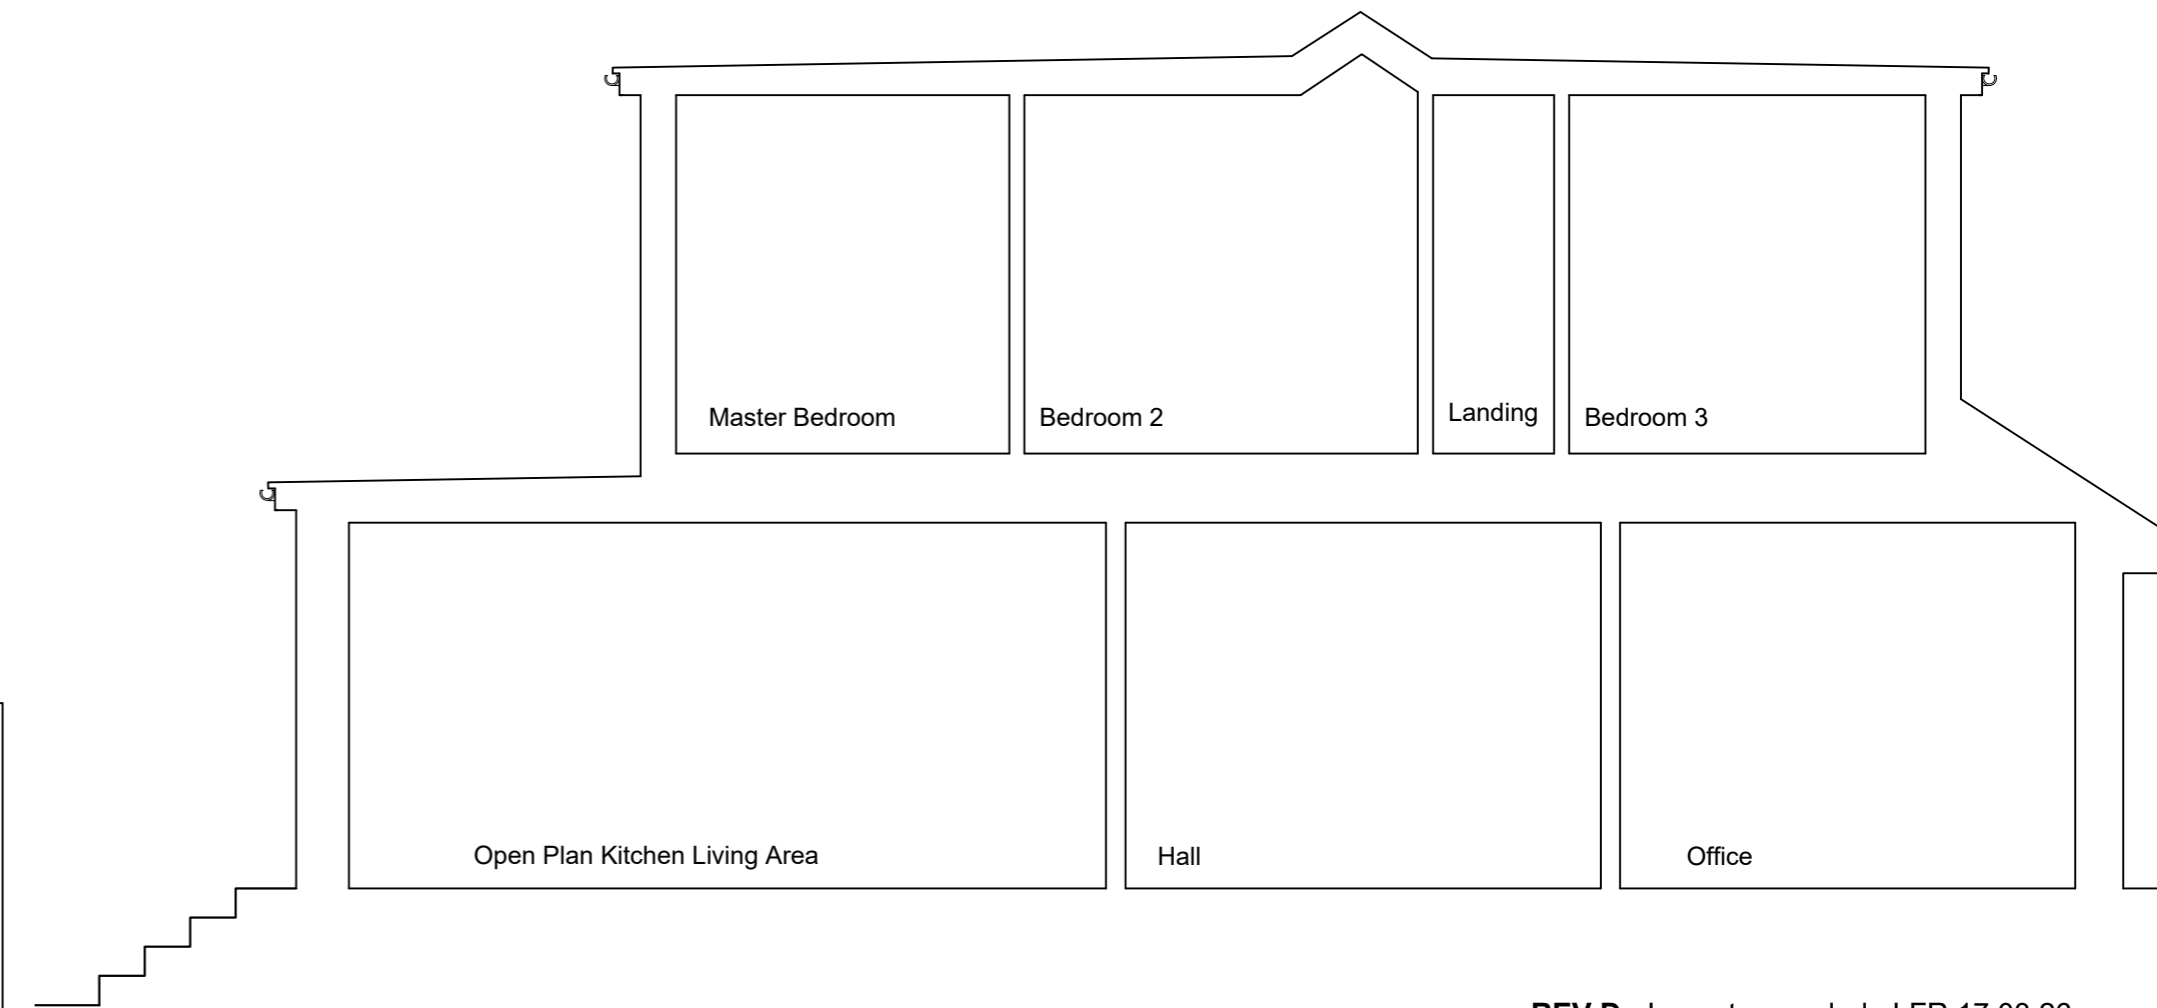 Master Bedroom
Bedroom 2
Landing
Bedroom 3
Open Plan Kitchen Living Area
Hall
Office